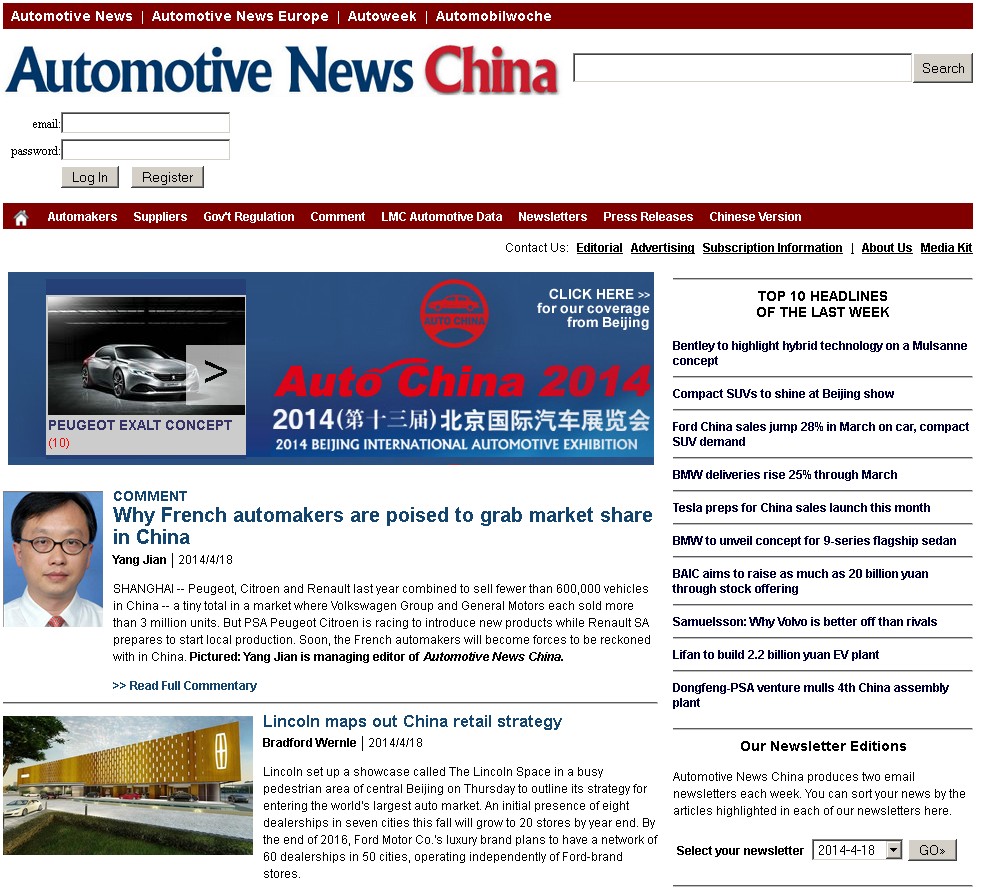 Automotive News | Automotive News Europe | Autoweek | Automobilwoche
Automotive News China
Search
email:
password:
Log In Register
Automakers Suppliers Gov't Regulation Comment LMC Automotive Data Newsletters Press Releases Chinese Version
Contact Us: Editorial Advertising Subscription Information | About Us Media Kit
CLICK HERE >>
for our coverage
from Beijing
AUTO CHINA
>
Auto China 2014
2014(第十三届)北京国际汽车展览会
2014 BEIJING INTERNATIONAL AUTOMOTIVE EXHIBITION
PEUGEOT EXALT CONCEPT
(10)
COMMENT
Why French automakers are poised to grab market share
in China
Yang Jian | 2014/4/18
SHANGHAI -- Peugeot, Citroen and Renault last year combined to sell fewer than 600,000 vehicles
in China -- a tiny total in a market where Volkswagen Group and General Motors each sold more
than 3 million units. But PSA Peugeot Citroen is racing to introduce new products while Renault SA
prepares to start local production. Soon, the French automakers will become forces to be reckoned
with in China. Pictured: Yang Jian is managing editor of Automotive News China.
>> Read Full Commentary
Lincoln maps out China retail strategy
Bradford Wernle | 2014/4/18
Lincoln set up a showcase called The Lincoln Space in a busy
pedestrian area of central Beijing on Thursday to outline its strategy for
entering the world's largest auto market. An initial presence of eight
dealerships in seven cities this fall will grow to 20 stores by year end. By
the end of 2016, Ford Motor Co.'s luxury brand plans to have a network of
60 dealerships in 50 cities, operating independently of Ford-brand
stores.
TOP 10 HEADLINES
OF THE LAST WEEK
Bentley to highlight hybrid technology on a Mulsanne
concept
Compact SUVs to shine at Beijing show
Ford China sales jump 28% in March on car, compact
SUV demand
BMW deliveries rise 25% through March
Tesla preps for China sales launch this month
BMW to unveil concept for 9-series flagship sedan
BAIC aims to raise as much as 20 billion yuan
through stock offering
Samuelsson: Why Volvo is better off than rivals
Lifan to build 2.2 billion yuan EV plant
Dongfeng-PSA venture mulls 4th China assembly
plant
Our Newsletter Editions
Automotive News China produces two email
newsletters each week. You can sort your news by the
articles highlighted in each of our newsletters here.
Select your newsletter 2014-4-18 GO»